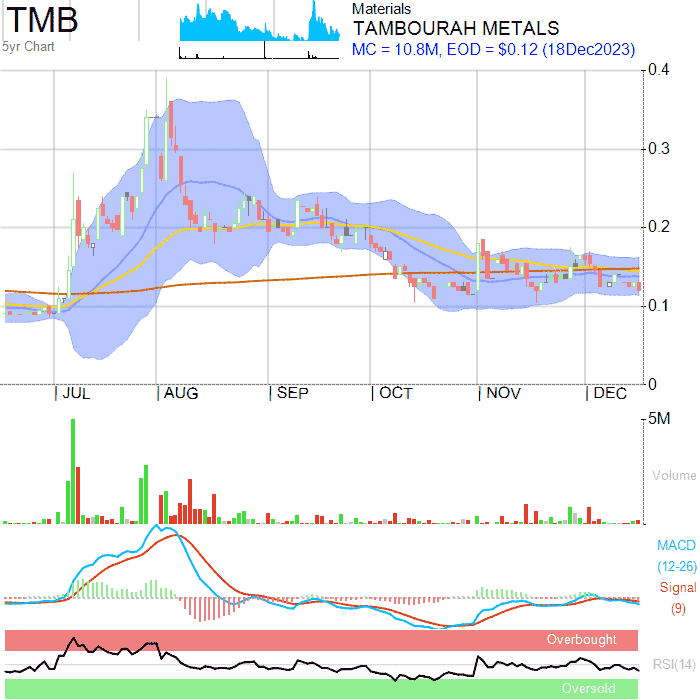 TMB
5yr Chart
Materials
TAMBOURAH METALS
MC = 10.8M, EOD = $0.12 (18Dec2023)
0.4
0.3
0.2
0.1
0
JUL AUG SEP OCT NOV DEC
5M
Volume
MACD
(12-26)
Signal
(9)
Overbought
RSI(14)
Oversold